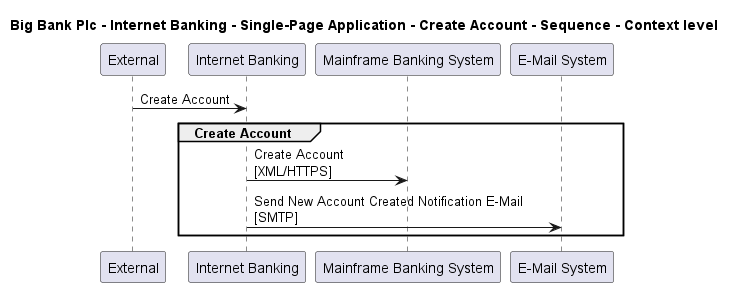 Big Bank Plc - Internet Banking - Single-Page Application - Create Account - Sequence - Context level
External Internet Banking Mainframe Banking System E-Mail System
Create Account
Create Account
Create Account
[XML/HTTPS]
Send New Account Created Notification E-Mail
[SMTP]
External Internet Banking Mainframe Banking System E-Mail System